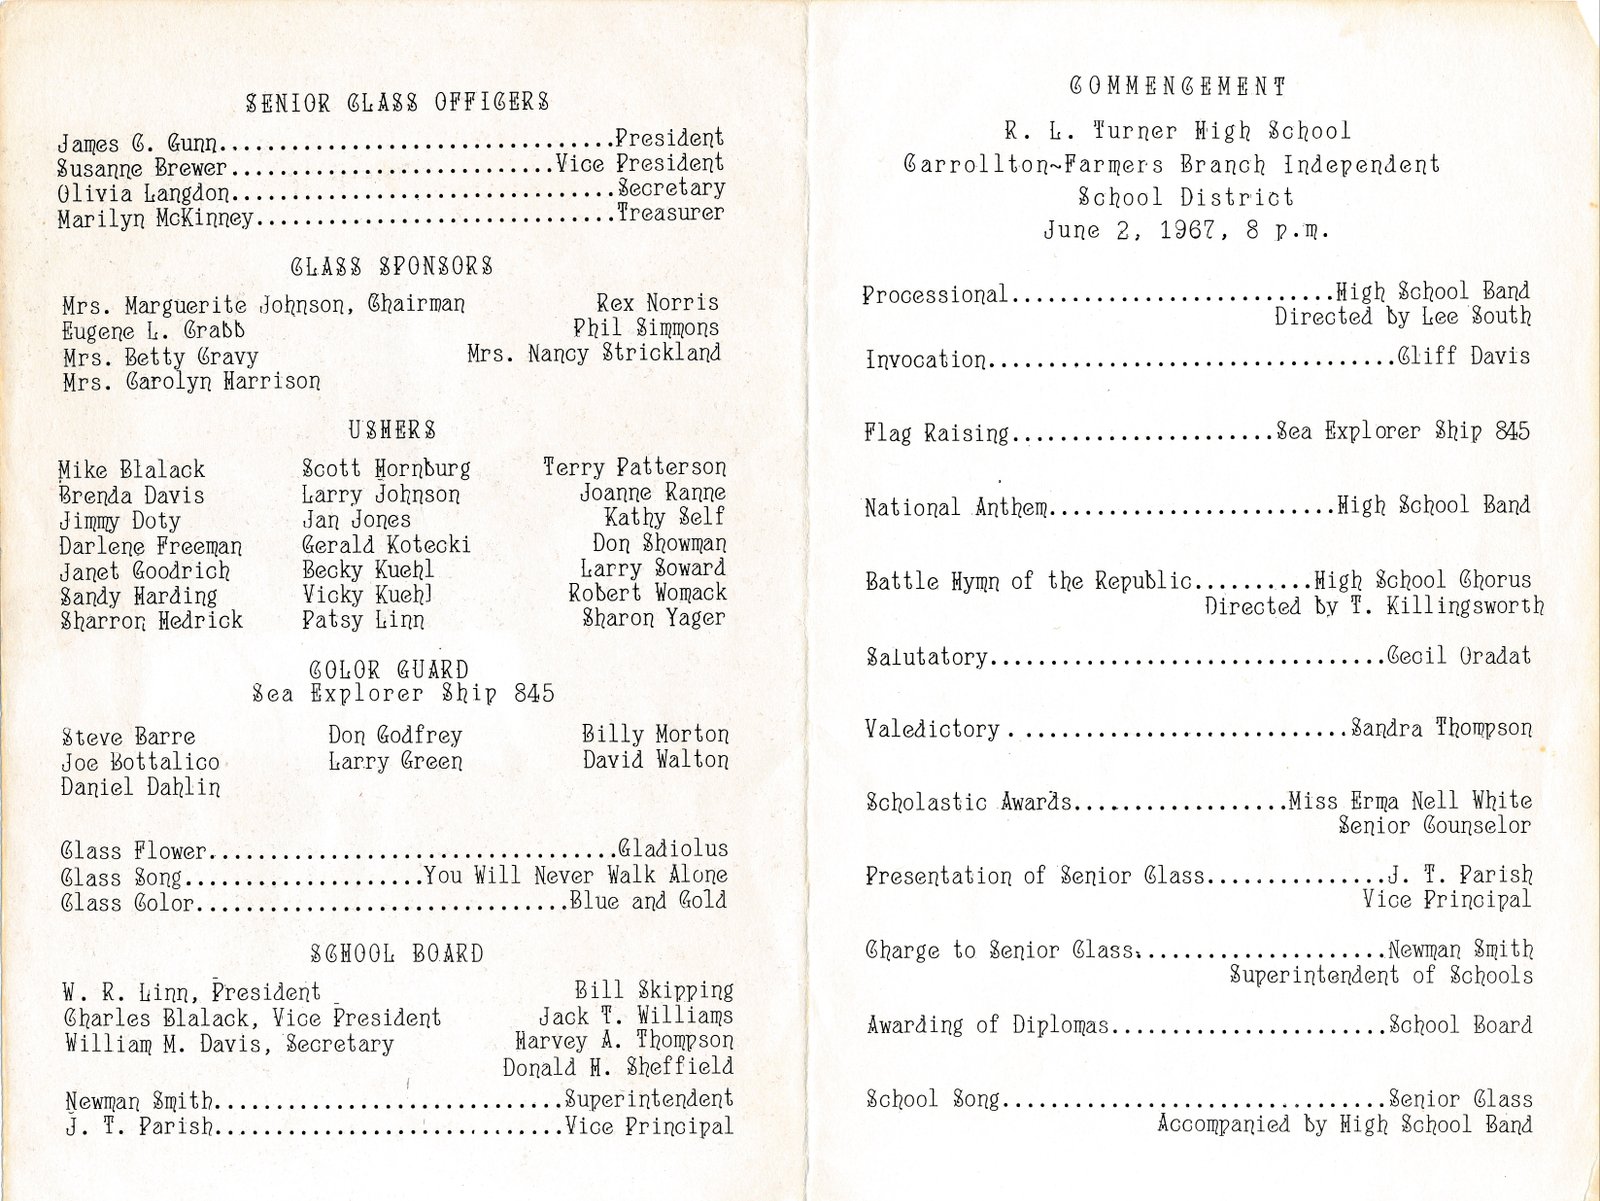 SENIOR CLASS OFFICERS
James C. Gunn.................................President
Susanne Brewer...........................Vice President
Olivia Langdon................................Secretary
Marilyn McKinney..............................Treasurer
CLASS SPONSORS
Mrs. Marguerite Johnson, Chairman Rex Norris
Eugene L. Grabb Phil Simmons
Mrs. Betty Gravy Mrs. Nancy Strickland
Mrs. Carolyn Harrison
USHERS
Mike Blalack Scott Hornburg Terry Patterson
Brenda Davis Larry Johnson Joanne Ranne
Jimmy Doty Jan Jones Kathy Self
Darlene Freeman Gerald Kotecki Don Showman
Janet Goodrich Becky Kuehl Larry Soward
Sandy Harding Vicky Kuehl Robert Womack
Sharron Hedrick Patsy Linn Sharon Yager
COLOR GUARD
Sea Explorer Ship 845
Steve Barre Don Godfrey Billy Morton
Joe Bottalico Larry Green David Walton
Daniel Dahlin
Class Flower..................................Gladiolus
Class Song....................You Will Never Walk Alone
Class Color...............................Blue and Gold
SCHOOL BOARD
W. R. Linn, President Bill Skipping
Charles Blalack, Vice President Jack T. Williams
William M. Davis, Secretary Harvey A. Thompson
Donald H. Sheffield
Newman Smith.............................Superintendent
J. T. Parish.............................Vice Principal
COMMENCEMENT
R. L. Turner High School
Carrollton~Farmers Branch Independent
School District
June 2, 1967, 8 p.m.
Processional...........................High School Band
Directed by Lee South
Invocation..................................Cliff Davis
Flag Raising......................Sea Explorer Ship 845
National Anthem........................High School Band
Battle Hymn of the Republic..........High School Chorus
Directed by T. Killingsworth
Salutatory.................................Cecil Oradat
Valedictory ............................Sandra Thompson
Scholastic Awards..................Miss Erma Nell White
Senior Counselor
Presentation of Senior Class...............J. T. Parish
Vice Principal
Charge to Senior Class.....................Newman Smith
Superintendent of Schools
Awarding of Diplomas.......................School Board
School Song................................Senior Class
Accompanied by High School Band